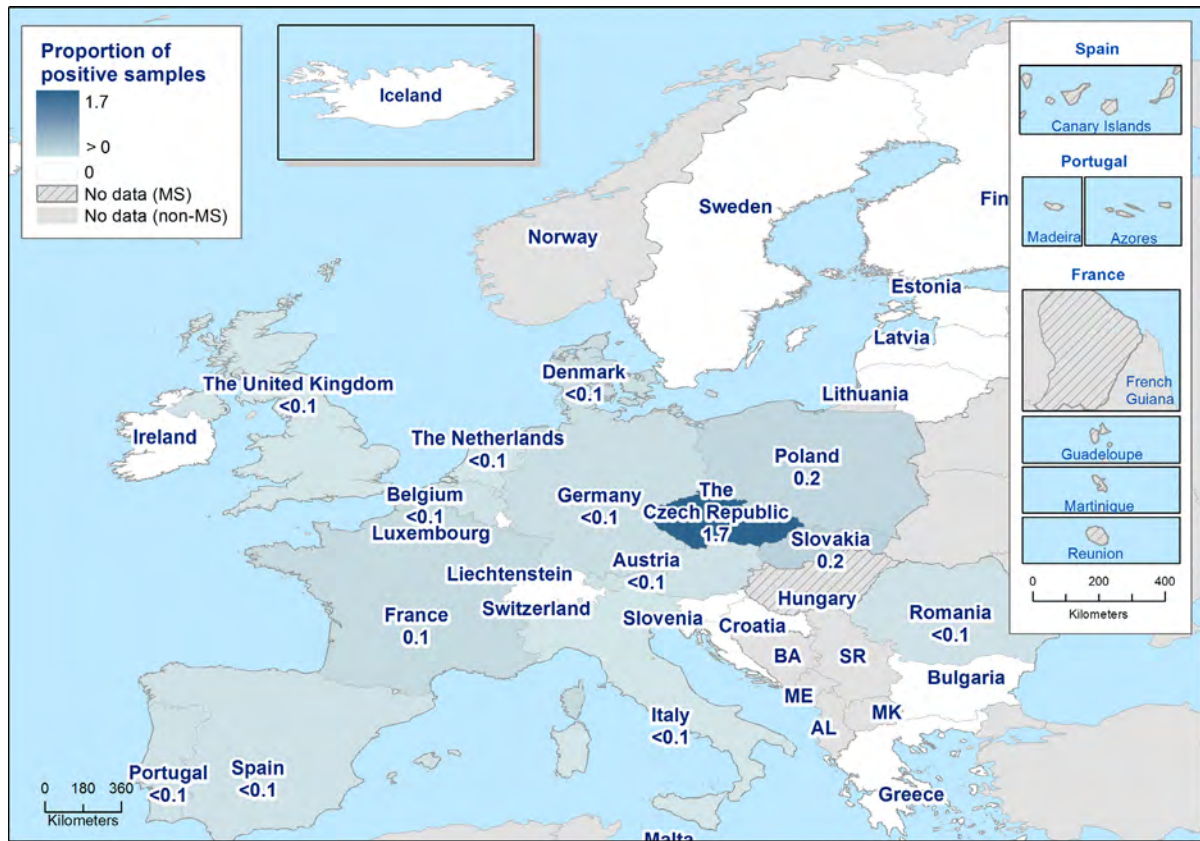 Proportion of
positive samples
1.7
> 0
0
No data (MS)
No data (non-MS)
Iceland
Spain
Canary Islands
Portugal
Madeira
Azores
France
French
Guiana
Guadeloupe
Martinique
Reunion
0 200 400
Kilometers
Sweden
Fin
Norway
Estonia
Latvia
Lithuania
Denmark
<0.1
The United Kingdom
<0.1
Ireland
The Netherlands
<0.1
Belgium
<0.1
Luxembourg
Germany
<0.1
Poland
0.2
The
Czech Republic
1.7
Slovakia
0.2
Austria
<0.1
Liechtenstein
Switzerland
Hungary
France
0.1
Slovenia
Croatia
Romania
<0.1
BA
SR
Bulgaria
ME
MK
AL
Italy
<0.1
Portugal
<0.1
Spain
<0.1
Greece
Malta
0 180 360
Kilometers